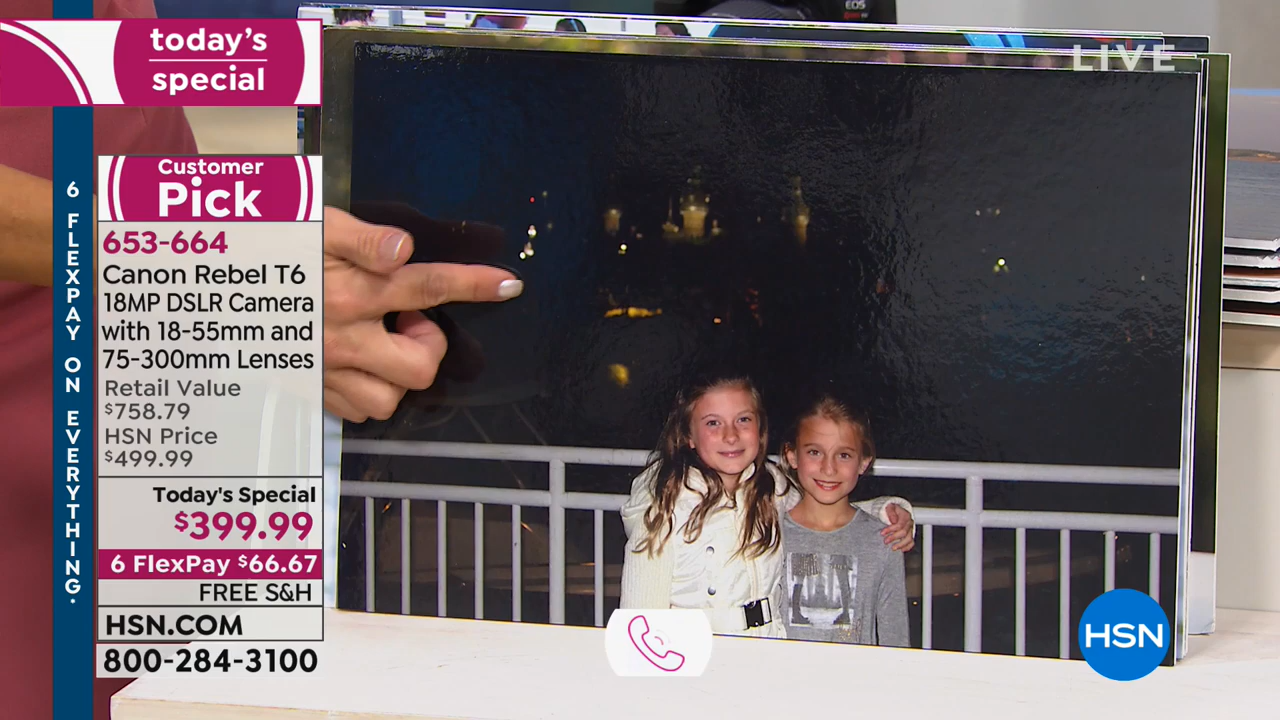 today's
special
6 FLEXPAY ON EVERYTHING.
Customer
Pick
653-664
Canon Rebel T6
18MP DSLR Camera
with 18-55mm and
75-300mm Lenses
Retail Value
$758.79
HSN Price
$499.99
Today's Special
$399.99
6 FlexPay $66.67
FREE S&H
HSN.COM
800-284-3100
EOS
LIVE
HSN